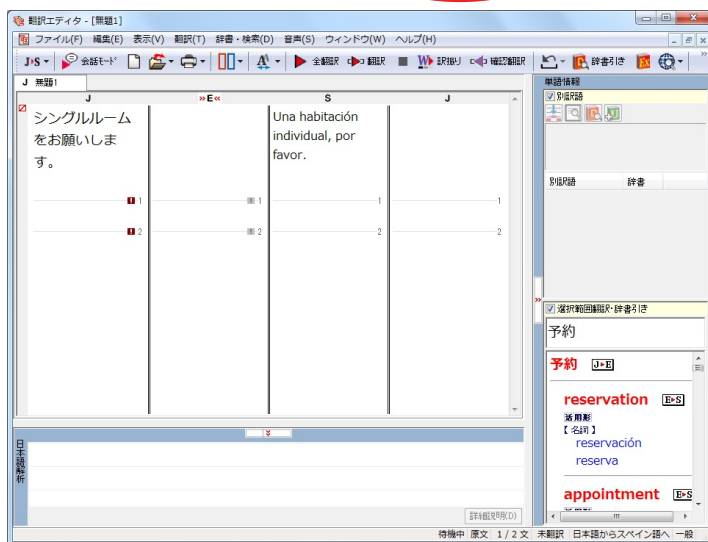 翻訳エディタ - [無題1]
ファイル(F) 編集(E) 表示(V) 翻訳(T) 辞書・検索(D) 音声(S) ウィンドウ(W) ヘルプ(H)
J▸S 会話モード 全翻訳 翻訳 訳振り 確認翻訳 辞書引き
J 無題1
J »E« S J
シングルルーム
をお願いしま
す。
Una habitación
individual, por
favor.
1 1 1 1
2 2 2 2
日本語解析
詳細説明(D)
単語情報
別訳語
別訳語 辞書
選択範囲翻訳・辞書引き
予約
予約 J▸E
reservation E▸S
活用形
【 名詞 】
reservación
reserva
appointment E▸S
待機中 原文 1 / 2 文 未翻訳 日本語からスペイン語へ 一般